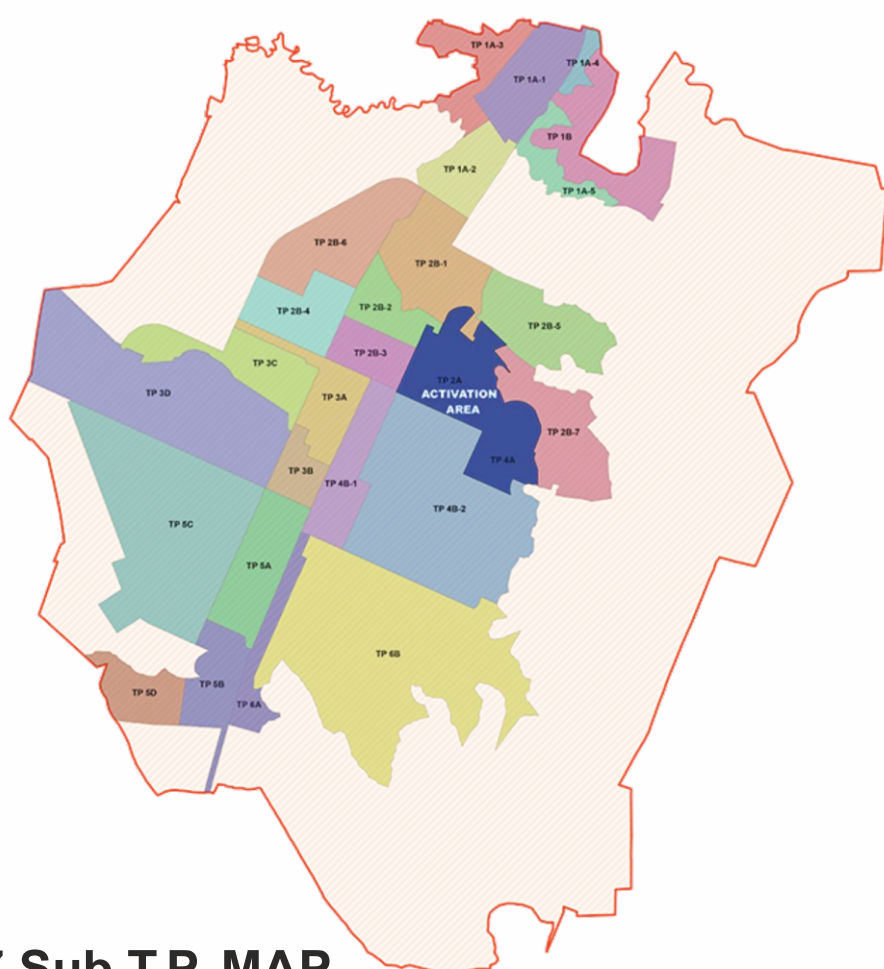 TP 1A-3
TP 1A-4
TP 1A-1
TP 1B
TP 1A-2
TP 1A-5
TP 2B-6
TP 2B-1
TP 2B-2
TP 2B-4
TP 2B-5
TP 2B-3
TP 3C
TP 2A
ACTIVATION
AREA
TP 3D
TP 3A
TP 2B-7
TP 4A
TP 3B
TP 4B-1
TP 4B-2
TP 5C
TP 5A
TP 6B
TP 5B
TP 5D
TP 6A
Sub T.P. MAP